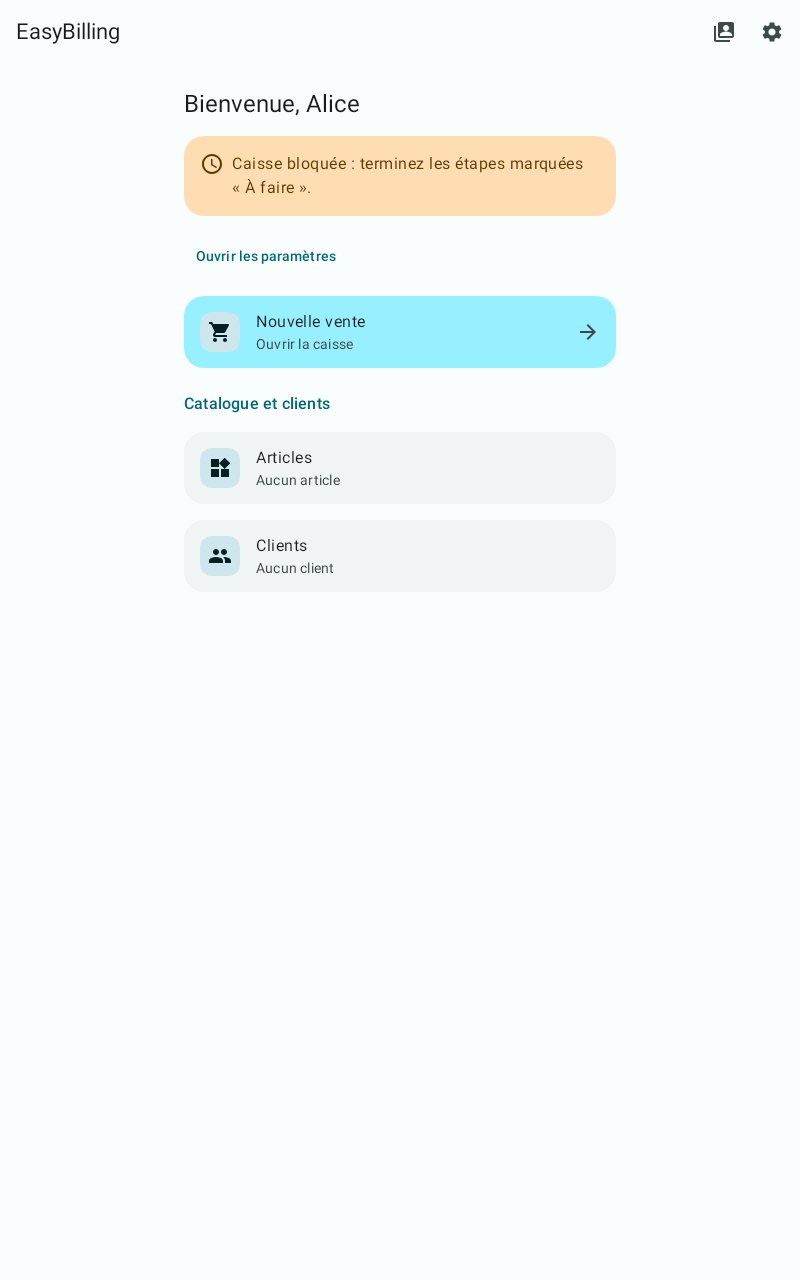 EasyBilling
Bienvenue, Alice
Caisse bloquée : terminez les étapes marquées
« À faire ».
Ouvrir les paramètres
Nouvelle vente
Ouvrir la caisse
Catalogue et clients
Articles
Aucun article
Clients
Aucun client